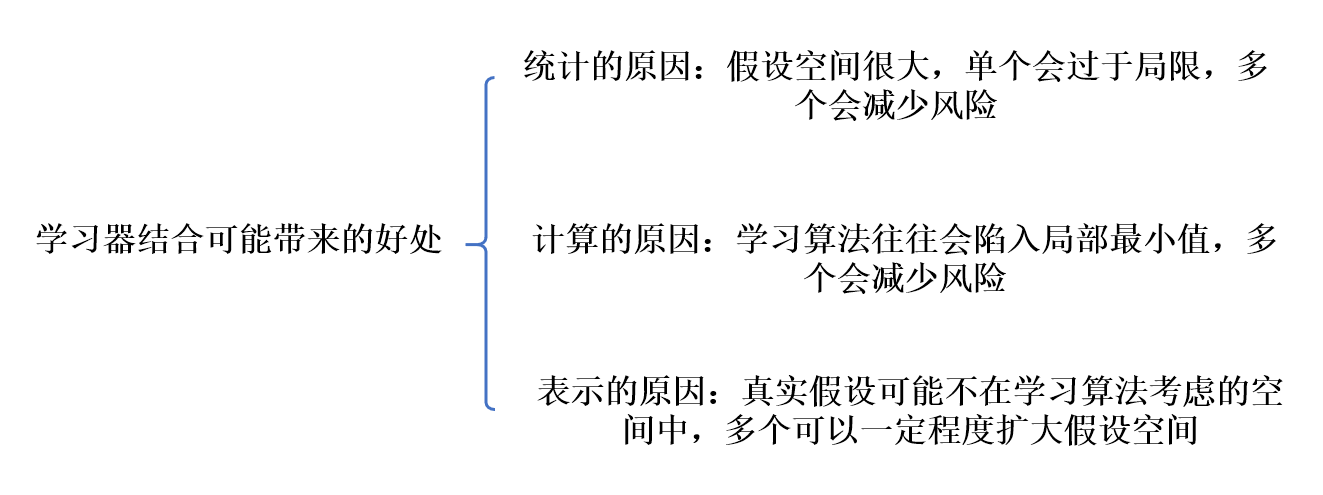 统计的原因：假设空间很大，单个会过于局限，多
个会减少风险
学习器结合可能带来的好处
计算的原因：学习算法往往会陷入局部最小值，多
个会减少风险
表示的原因：真实假设可能不在学习算法考虑的空
间中，多个可以一定程度扩大假设空间